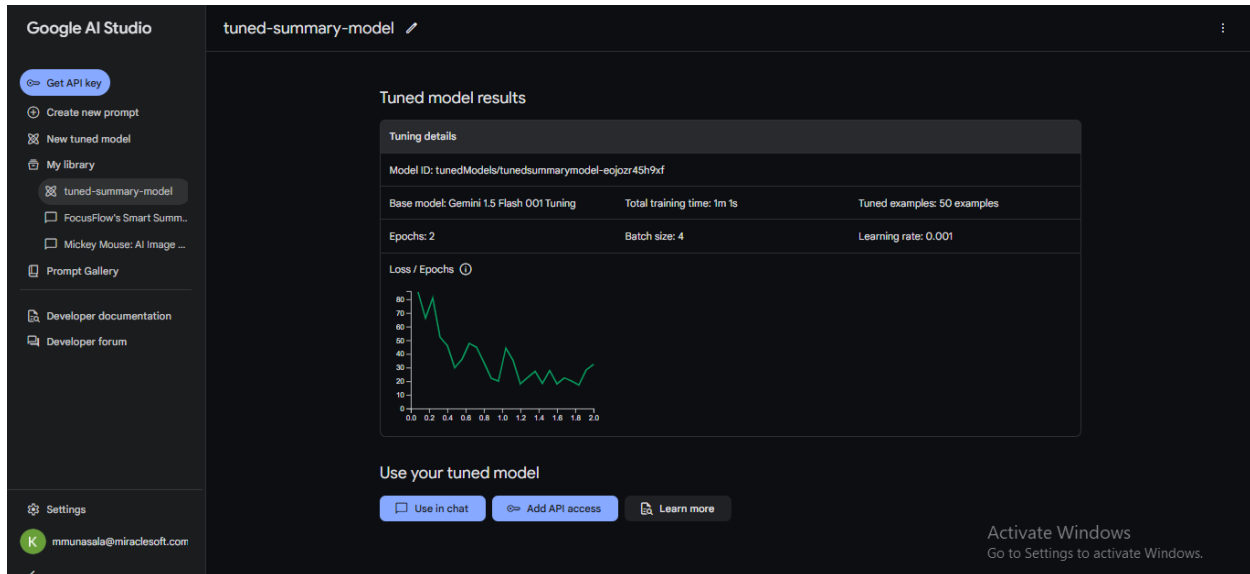 Google AI Studio
tuned-summary-model
Get API key
Create new prompt
New tuned model
My library
tuned-summary-model
FocusFlow's Smart Summ..
Mickey Mouse: AI Image ...
Prompt Gallery
Developer documentation
Developer forum
Settings
K
mmunasala@miraclesoft.com
Tuned model results
Tuning details
Model ID: tunedModels/tunedsummarymodel-eojozr45h9xf
Base model: Gemini 1.5 Flash 001 Tuning Total training time: 1m 1s Tuned examples: 50 examples
Epochs: 2 Batch size: 4 Learning rate: 0.001
Loss / Epochs
80
70
60
50
40
30
20
10
0
0.0 0.2 0.4 0.6 0.8 1.0 1.2 1.4 1.6 1.8 2.0
Use your tuned model
Use in chat Add API access Learn more
Activate Windows
Go to Settings to activate Windows.